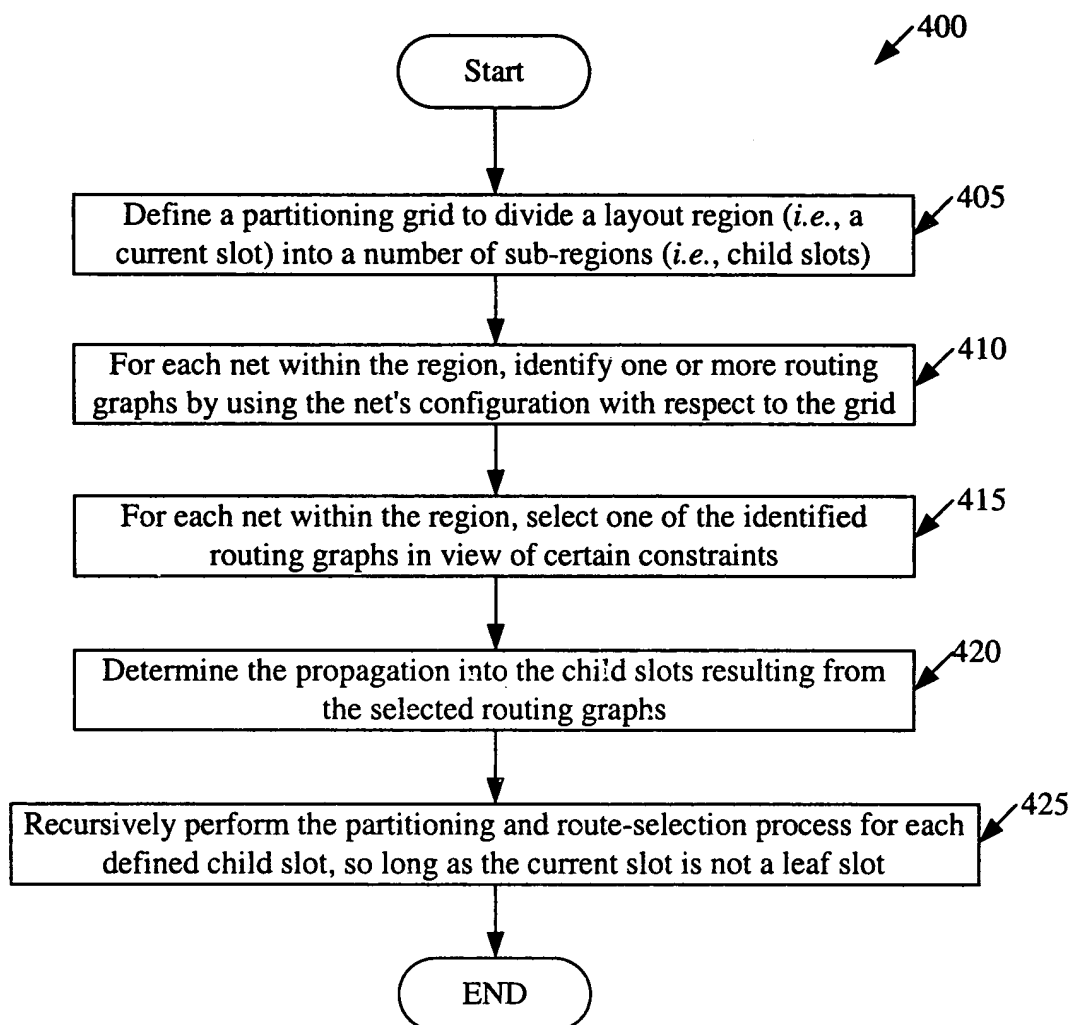 400
Start
405
Define a partitioning grid to divide a layout region (i.e., a
current slot) into a number of sub-regions (i.e., child slots)
410
For each net within the region, identify one or more routing
graphs by using the net's configuration with respect to the grid
415
For each net within the region, select one of the identified
routing graphs in view of certain constraints
420
Determine the propagation into the child slots resulting from
the selected routing graphs
425
Recursively perform the partitioning and route-selection process for each
defined child slot, so long as the current slot is not a leaf slot
END